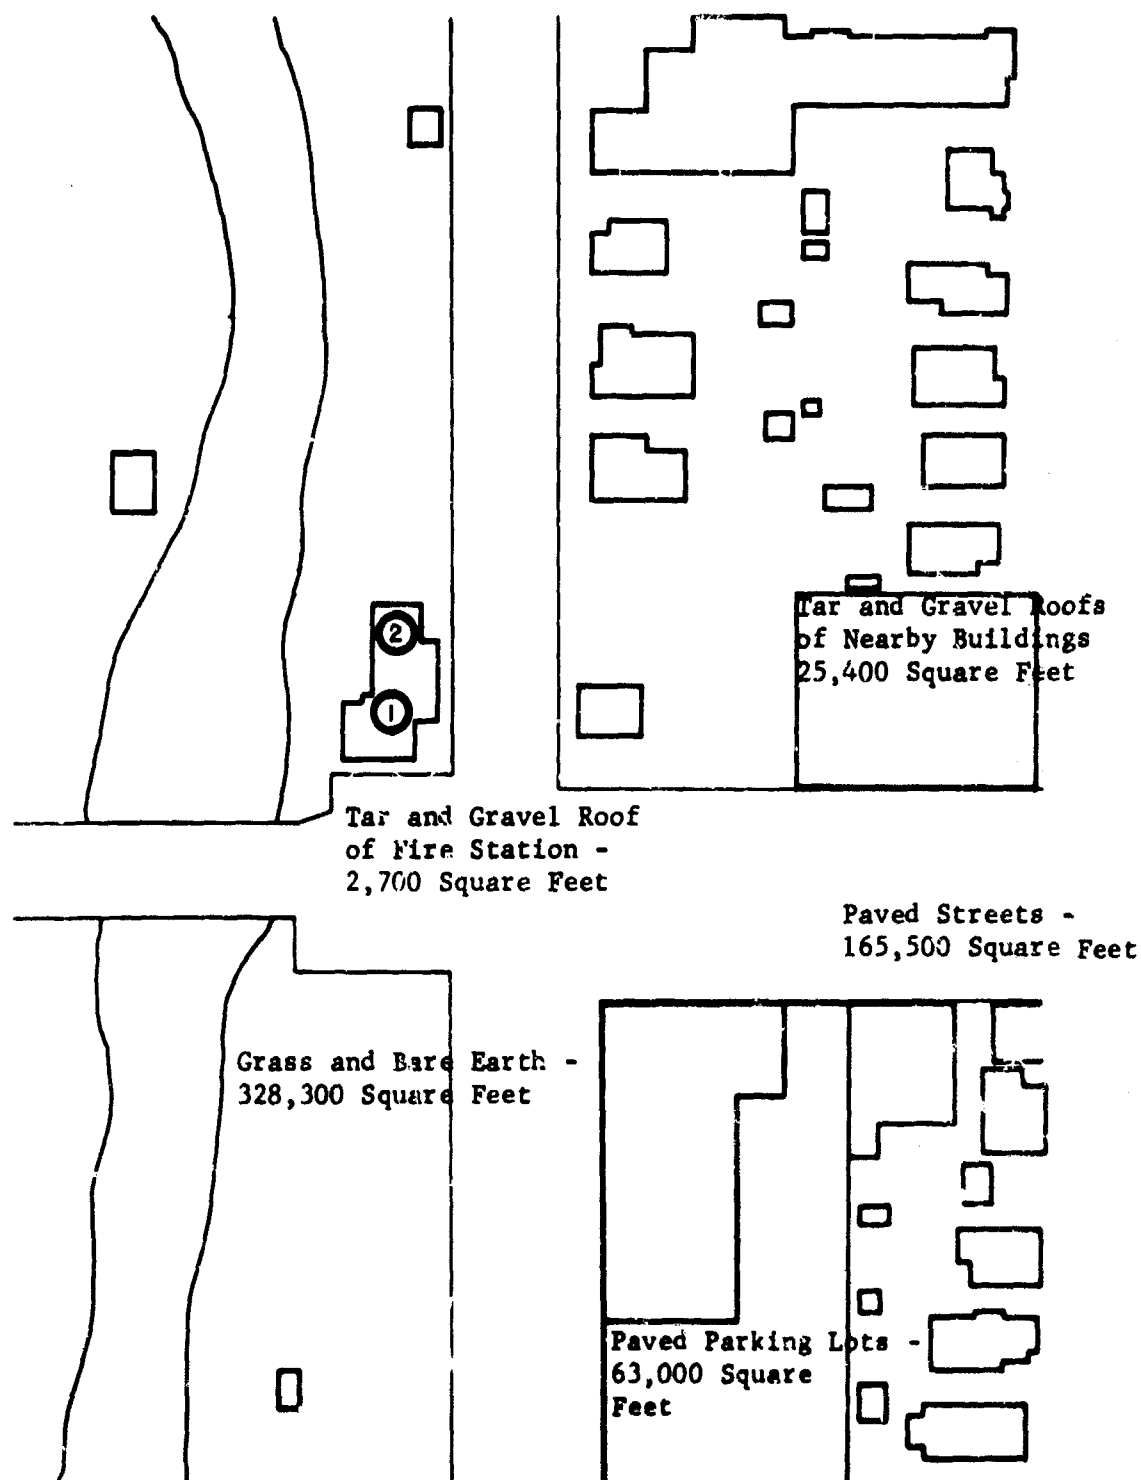 Tar and Gravel Roofs
of Nearby Buildings
25,400 Square Feet
2
1
Tar and Gravel Roof
of Fire Station -
2,700 Square Feet
Paved Streets -
165,500 Square Feet
Grass and Bare Earth -
328,300 Square Feet
Paved Parking Lots -
63,000 Square
Feet